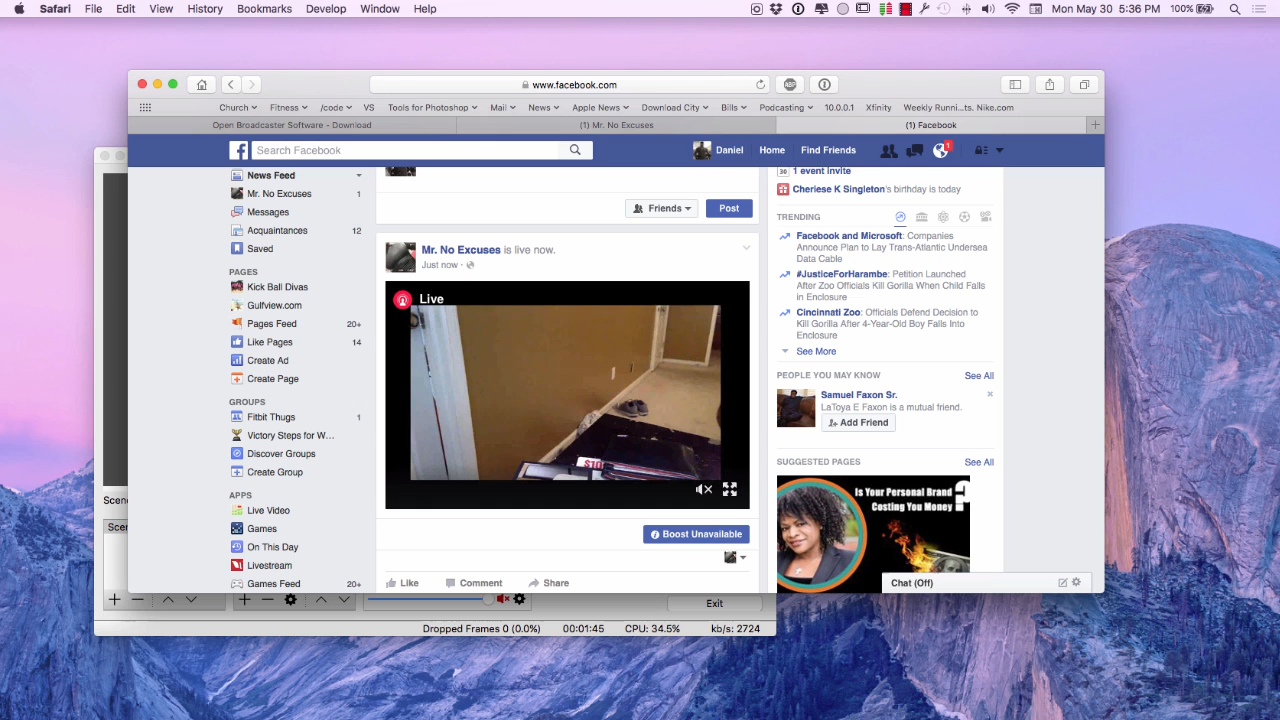 Safari File Edit View History Bookmarks Develop Window Help
Mon May 30 5:36 PM 100%
www.facebook.com
ABP
Church Fitness /code VS Tools for Photoshop Mail News Apple News Download City Bills Podcasting 10.0.0.1 Xfinity Weekly Runni...ts, Nike.com
Open Broadcaster Software - Download
(1) Mr. No Excuses
(1) Facebook
Search Facebook
Daniel Home Find Friends
1
News Feed
Mr. No Excuses 1
Messages
Acquaintances 12
Saved
PAGES
Kick Ball Divas
Gulfview.com
Pages Feed 20+
Like Pages 14
Create Ad
Create Page
GROUPS
Fitbit Thugs 1
Victory Steps for W...
Discover Groups
Create Group
APPS
Live Video
Games
On This Day
Livestream
Games Feed 20+
Friends Post
Mr. No Excuses is live now.
Just now
Live
$10
Boost Unavailable
Like Comment Share
1 event invite
Cheriese K Singleton's birthday is today
TRENDING
Facebook and Microsoft: Companies
Announce Plan to Lay Trans-Atlantic Undersea
Data Cable
#JusticeForHarambe: Petition Launched
After Zoo Officials Kill Gorilla When Child Falls
in Enclosure
Cincinnati Zoo: Officials Defend Decision to
Kill Gorilla After 4-Year-Old Boy Falls Into
Enclosure
See More
PEOPLE YOU MAY KNOW See All
Samuel Faxon Sr.
LaToya E Faxon is a mutual friend.
Add Friend
SUGGESTED PAGES See All
Is Your Personal Brand
Costing You Money ?
Chat (Off)
Scene
Scen
Exit
Dropped Frames 0 (0.0%) 00:01:45 CPU: 34.5% kb/s: 2724